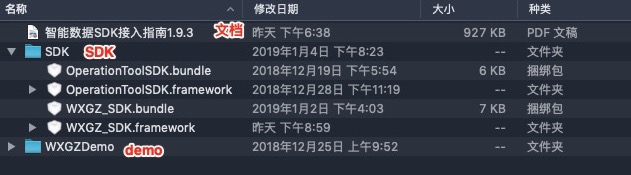 名称 修改日期 大小 种类
智能数据SDK接入指南1.9.3 文档 昨天 下午6:38 927 KB PDF 文稿
SDK SDK 2019年1月4日 下午8:23 -- 文件夹
OperationToolSDK.bundle 2018年12月19日 下午5:54 6 KB 捆绑包
OperationToolSDK.framework 2018年12月28日 下午11:19 -- 文件夹
WXGZ_SDK.bundle 2019年1月2日 下午4:03 7 KB 捆绑包
WXGZ_SDK.framework 昨天 下午8:59 -- 文件夹
WXGZDemo demo 2018年12月25日 上午9:52 -- 文件夹